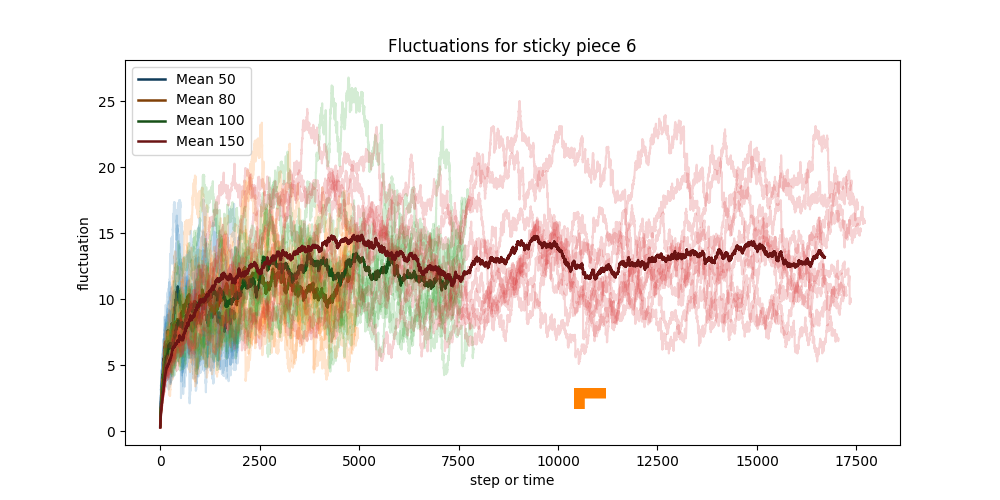 Fluctuations for sticky piece 6
Mean 50
Mean 80
Mean 100
Mean 150
fluctuation
25
20
15
10
5
0
0 2500 5000 7500 10000 12500 15000 17500
step or time